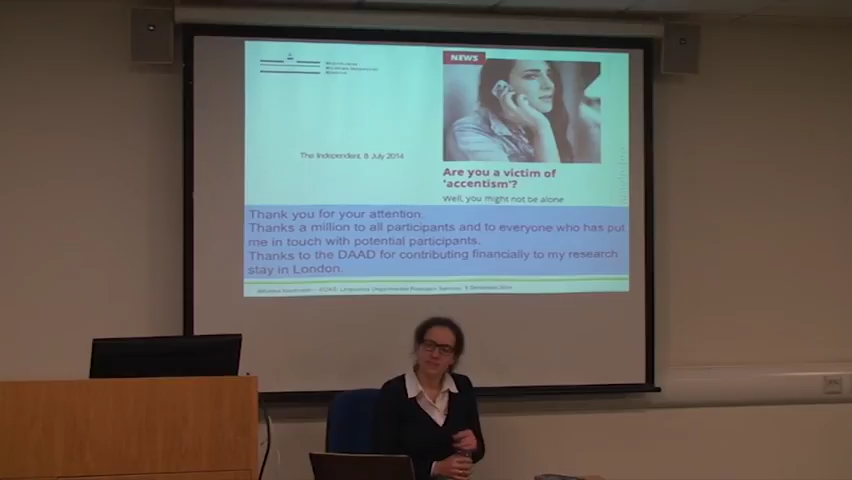 NEWS
The Independent, 8 July 2014
Are you a victim of
'accentism'?
Well, you might not be alone
Thank you for your attention.
Thanks a million to all participants and to everyone who has put
me in touch with potential participants.
Thanks to the DAAD for contributing financially to my research
stay in London.